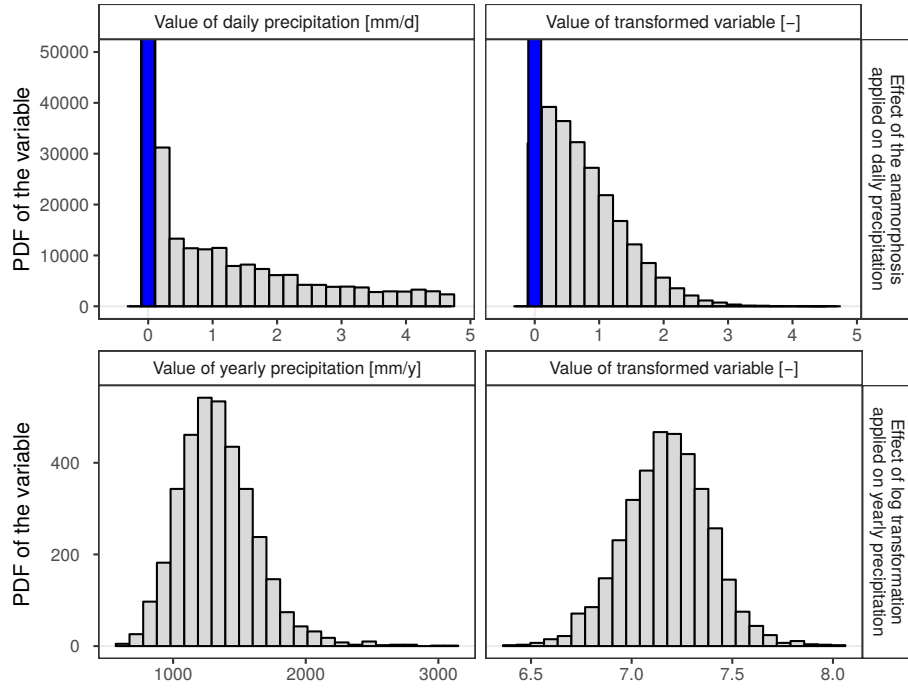 Value of daily precipitation [mm/d]
Value of transformed variable [−]
PDF of the variable
50000
40000
30000
20000
10000
0
0 1 2 3 4 5
0 1 2 3 4 5
Effect of the anamorphosis
applied on daily precipitation
Value of yearly precipitation [mm/y]
Value of transformed variable [−]
PDF of the variable
400
200
0
1000 2000 3000
6.5 7.0 7.5 8.0
Effect of log transformation
applied on yearly precipitation